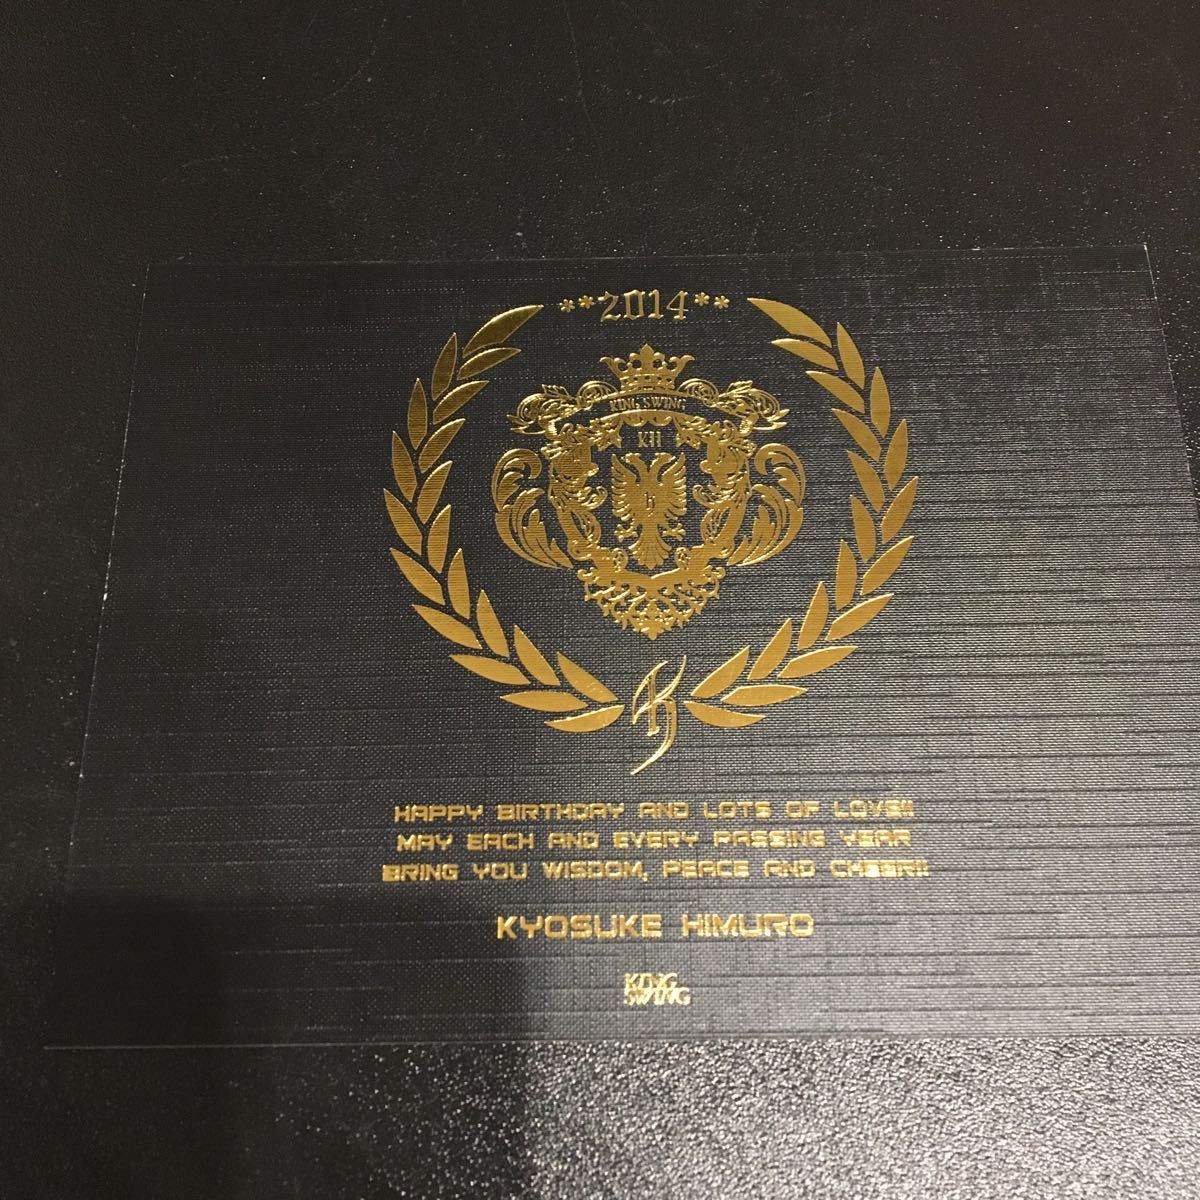 **2014**
KING SWING
KH
HAPPY BIRTHDAY AND LOTS OF LOVE!!
MAY EACH AND EVERY PASSING YEAR
BRING YOU WISDOM, PEACE AND CHEER!!
KYOSUKE HIMURO
KING
SWING